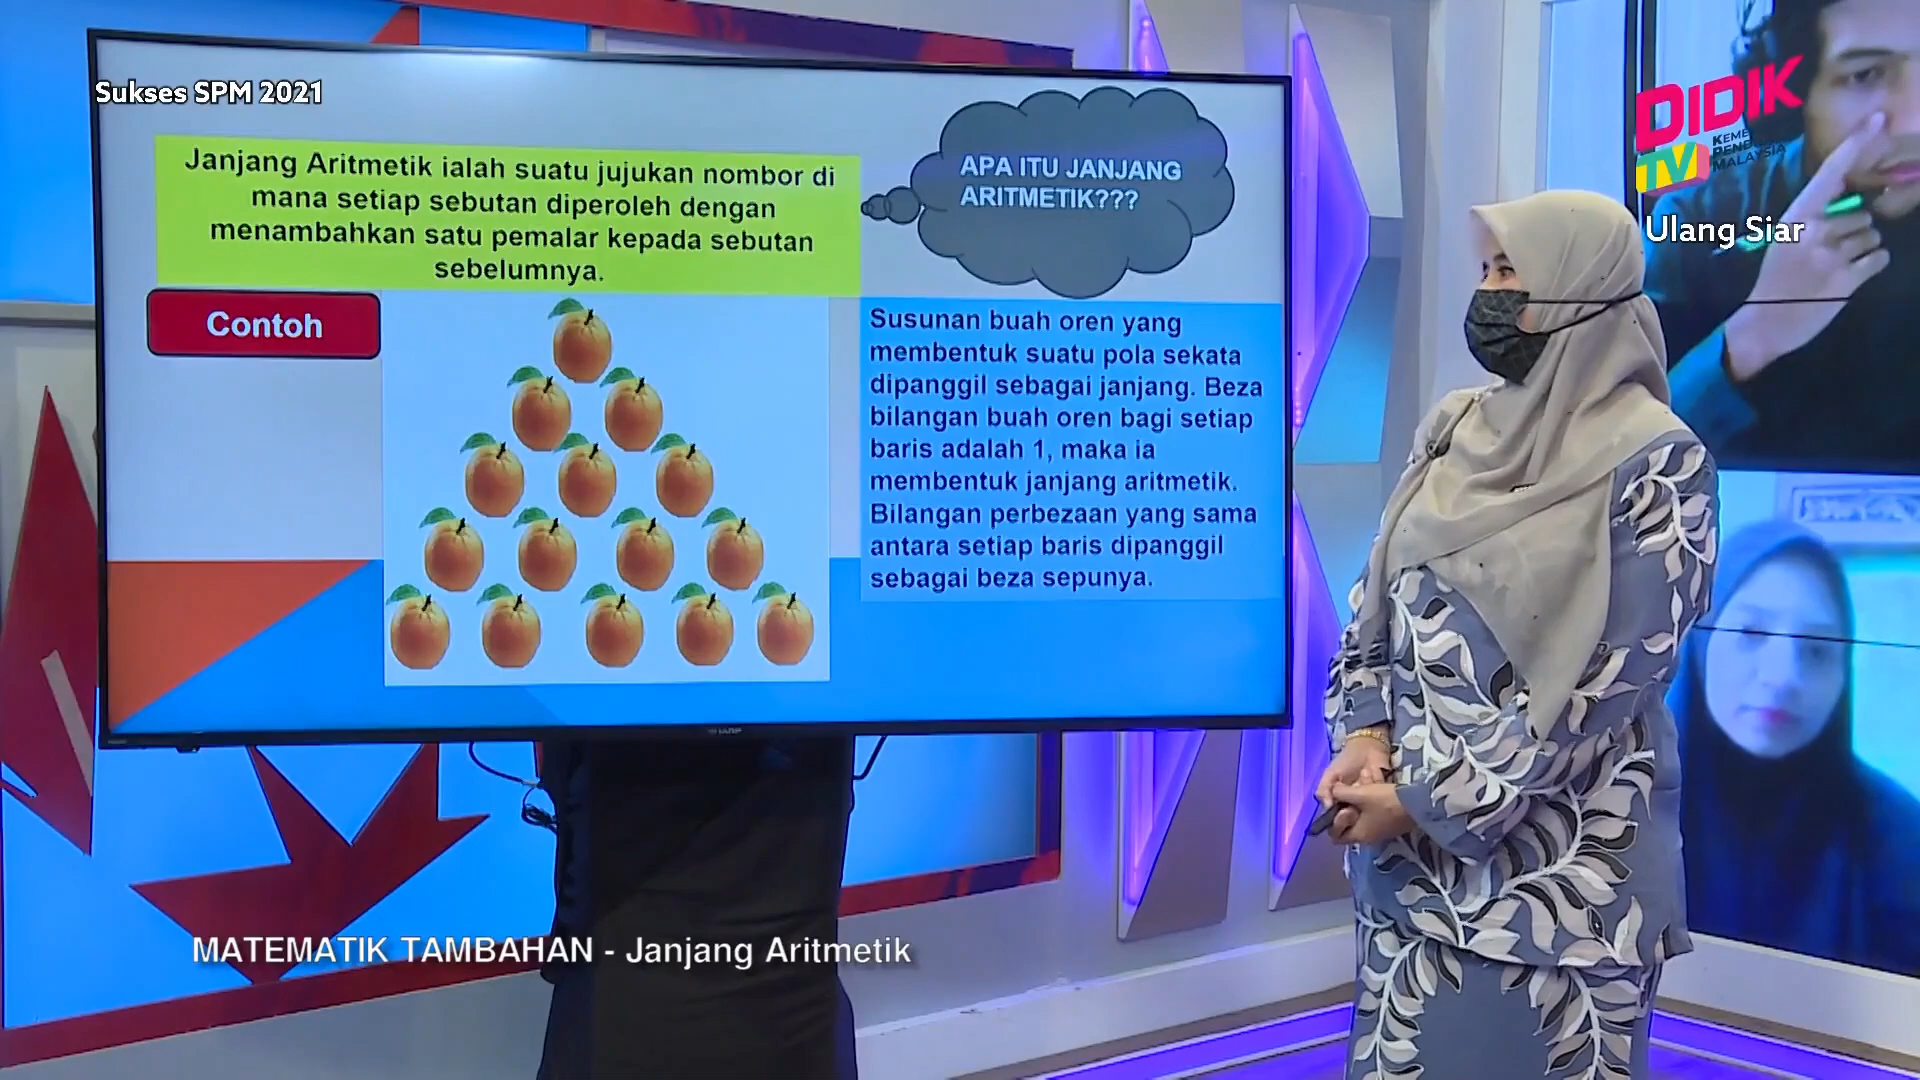 Sukses SPM 2021
Janjang Aritmetik ialah suatu jujukan nombor di
mana setiap sebutan diperoleh dengan
menambahkan satu pemalar kepada sebutan
sebelumnya.
APA ITU JANJANG
ARITMETIK???
Contoh
Susunan buah oren yang
membentuk suatu pola sekata
dipanggil sebagai janjang. Beza
bilangan buah oren bagi setiap
baris adalah 1, maka ia
membentuk janjang aritmetik.
Bilangan perbezaan yang sama
antara setiap baris dipanggil
sebagai beza sepunya.
DIDIK
TV
MALAYSIA
Ulang Siar
MATEMATIK TAMBAHAN - Janjang Aritmetik